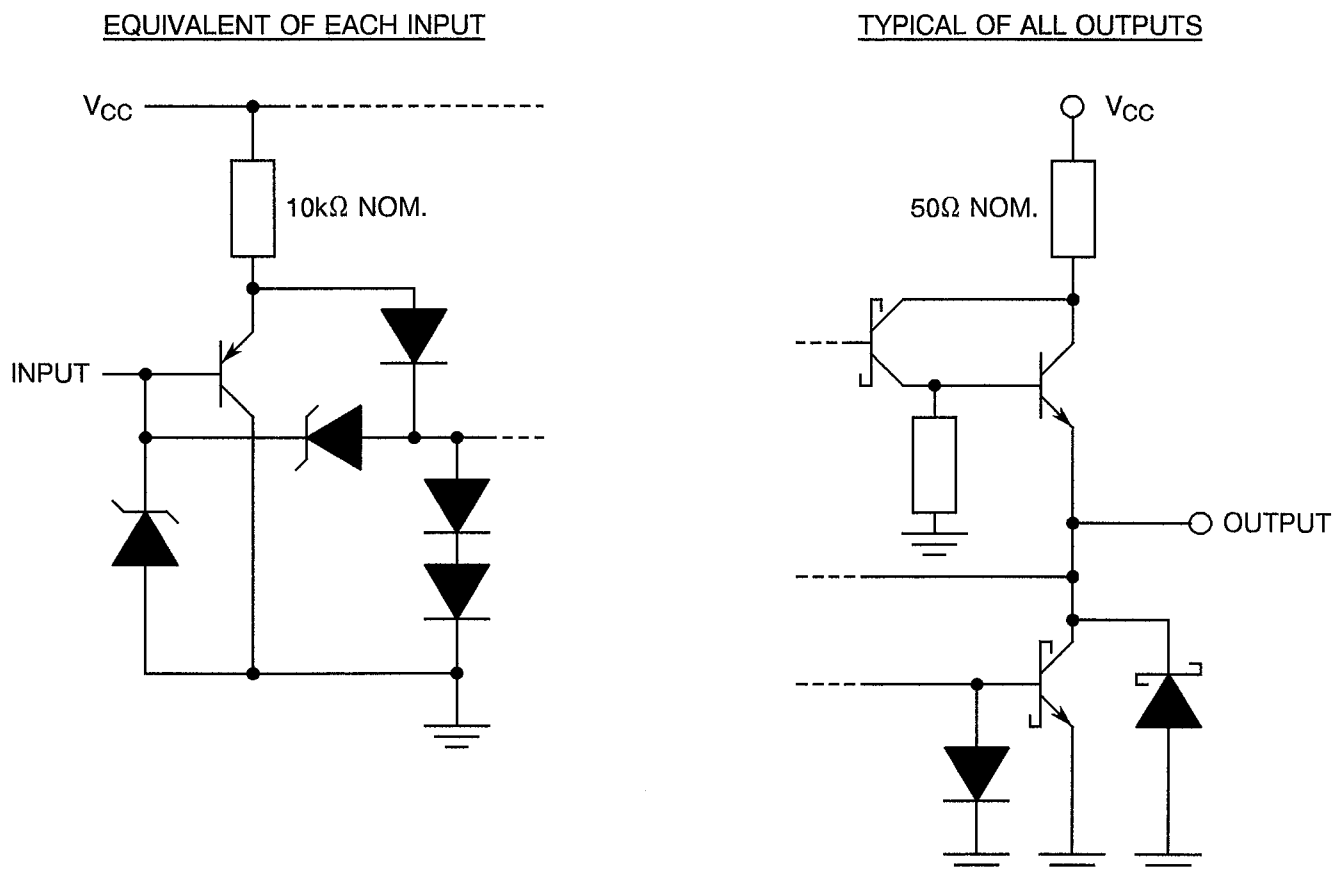 EQUIVALENT OF EACH INPUT
VCC
10kΩ NOM.
INPUT
TYPICAL OF ALL OUTPUTS
VCC
50Ω NOM.
OUTPUT